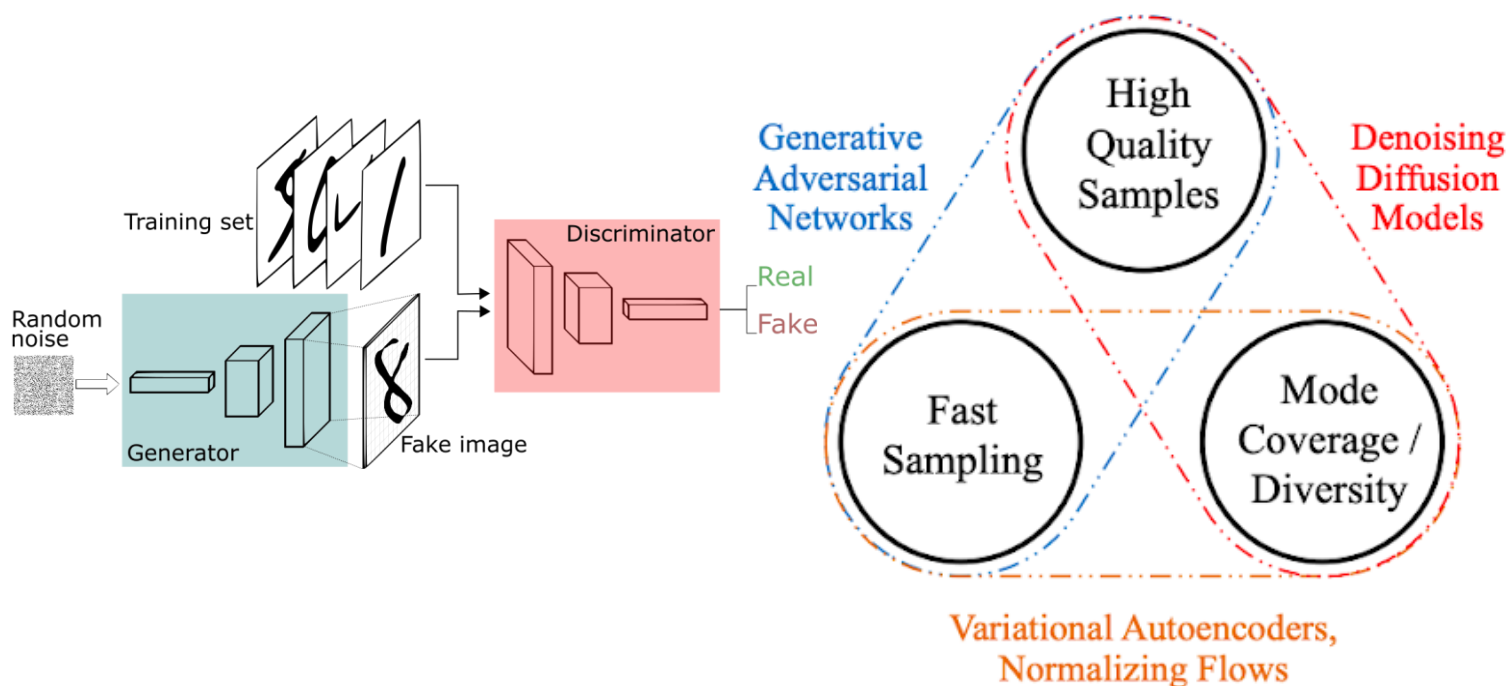 Training set
Random
noise
Generator
Fake image
Discriminator
Real
Fake
Generative
Adversarial
Networks
High
Quality
Samples
Denoising
Diffusion
Models
Fast
Sampling
Mode
Coverage /
Diversity
Variational Autoencoders,
Normalizing Flows